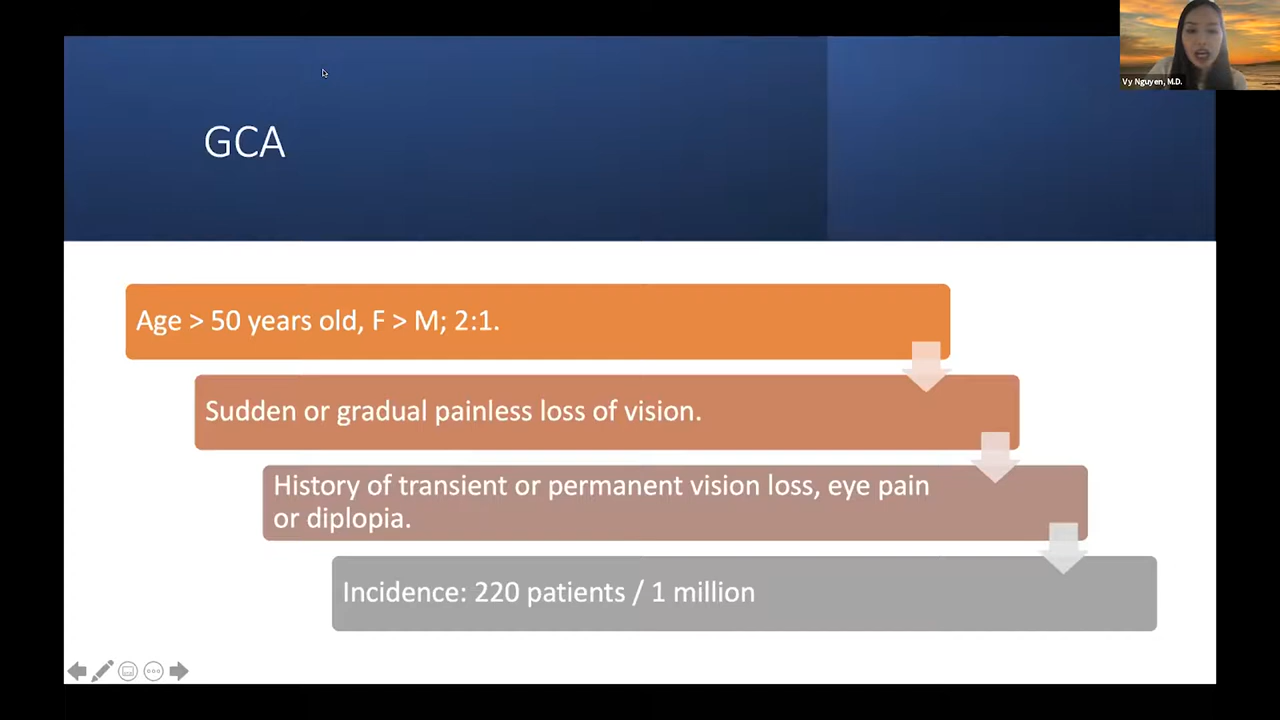 Vy Nguyen, M.D.
GCA
Age > 50 years old, F > M; 2:1.
Sudden or gradual painless loss of vision.
History of transient or permanent vision loss, eye pain
or diplopia.
Incidence: 220 patients / 1 million